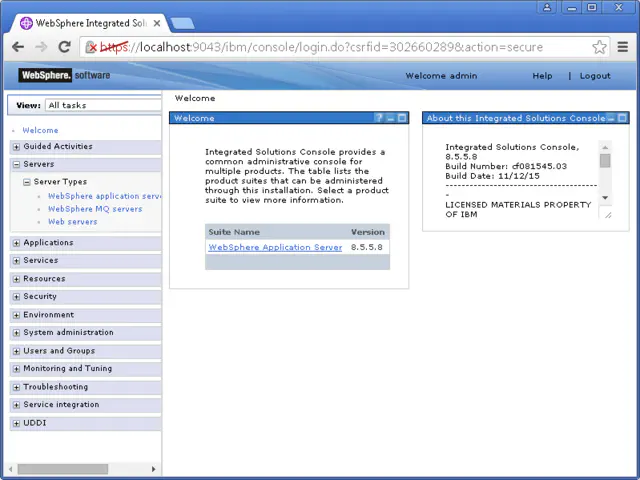 WebSphere Integrated Sol
https://localhost:9043/ibm/console/login.do?csrfid=302660289&action=secure
WebSphere. software
Welcome admin
Help | Logout
View: All tasks
Welcome
Guided Activities
Servers
Server Types
WebSphere application serve
WebSphere MQ servers
Web servers
Applications
Services
Resources
Security
Environment
System administration
Users and Groups
Monitoring and Tuning
Troubleshooting
Service integration
UDDI
Welcome
Welcome
Integrated Solutions Console provides a
common administrative console for
multiple products. The table lists the
product suites that can be administered
through this installation. Select a product
suite to view more information.
Suite Name Version
WebSphere Application Server 8.5.5.8
About this Integrated Solutions Console
Integrated Solutions Console,
8.5.5.8
Build Number: cf081545.03
Build Date: 11/12/15
----------------------------------------
-
LICENSED MATERIALS PROPERTY
OF IBM